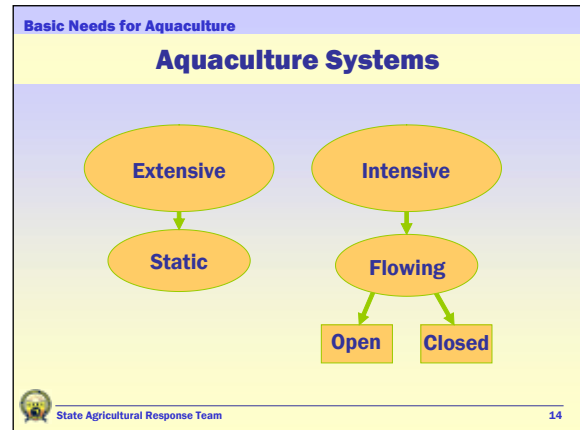 Basic Needs for Aquaculture
Aquaculture Systems
Extensive
Intensive
Static
Flowing
Open
Closed
State Agricultural Response Team
14